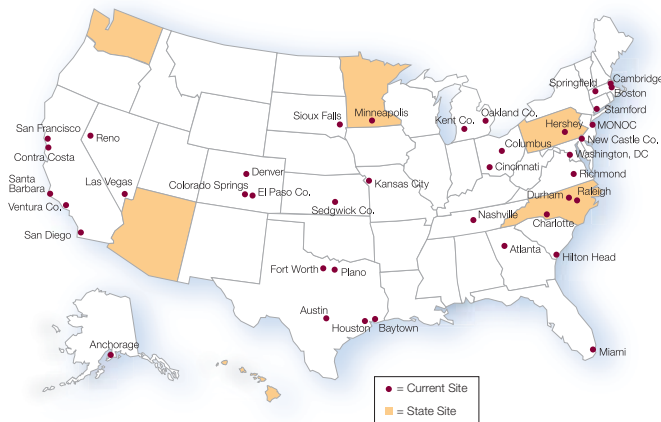 Cambridge
Springfield
Boston
Stamford
Minneapolis
Oakland Co.
Sioux Falls
Kent Co.
Hershey
MONOC
San Francisco
Reno
Columbus
New Castle Co.
Contra Costa
Washington, DC
Denver
Cincinnati
Richmond
Santa
Barbara
Las Vegas
Colorado Springs
El Paso Co.
Kansas City
Durham
Raleigh
Ventura Co.
Sedgwick Co.
Nashville
Charlotte
San Diego
Atlanta
Hilton Head
Fort Worth
Plano
Austin
Houston
Baytown
Anchorage
Miami
= Current Site
= State Site